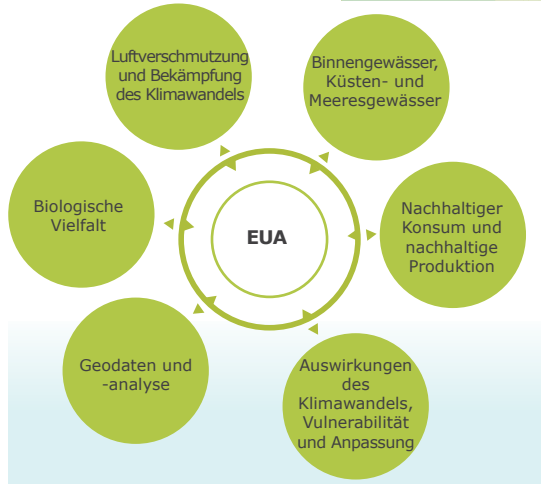 Luftverschmutzung
und Bekämpfung
des Klimawandels
Binnengewässer,
Küsten- und
Meeresgewässer
Biologische
Vielfalt
EUA
Nachhaltiger
Konsum und
nachhaltige
Produktion
Geodaten und
-analyse
Auswirkungen
des
Klimawandels,
Vulnerabilität
und Anpassung